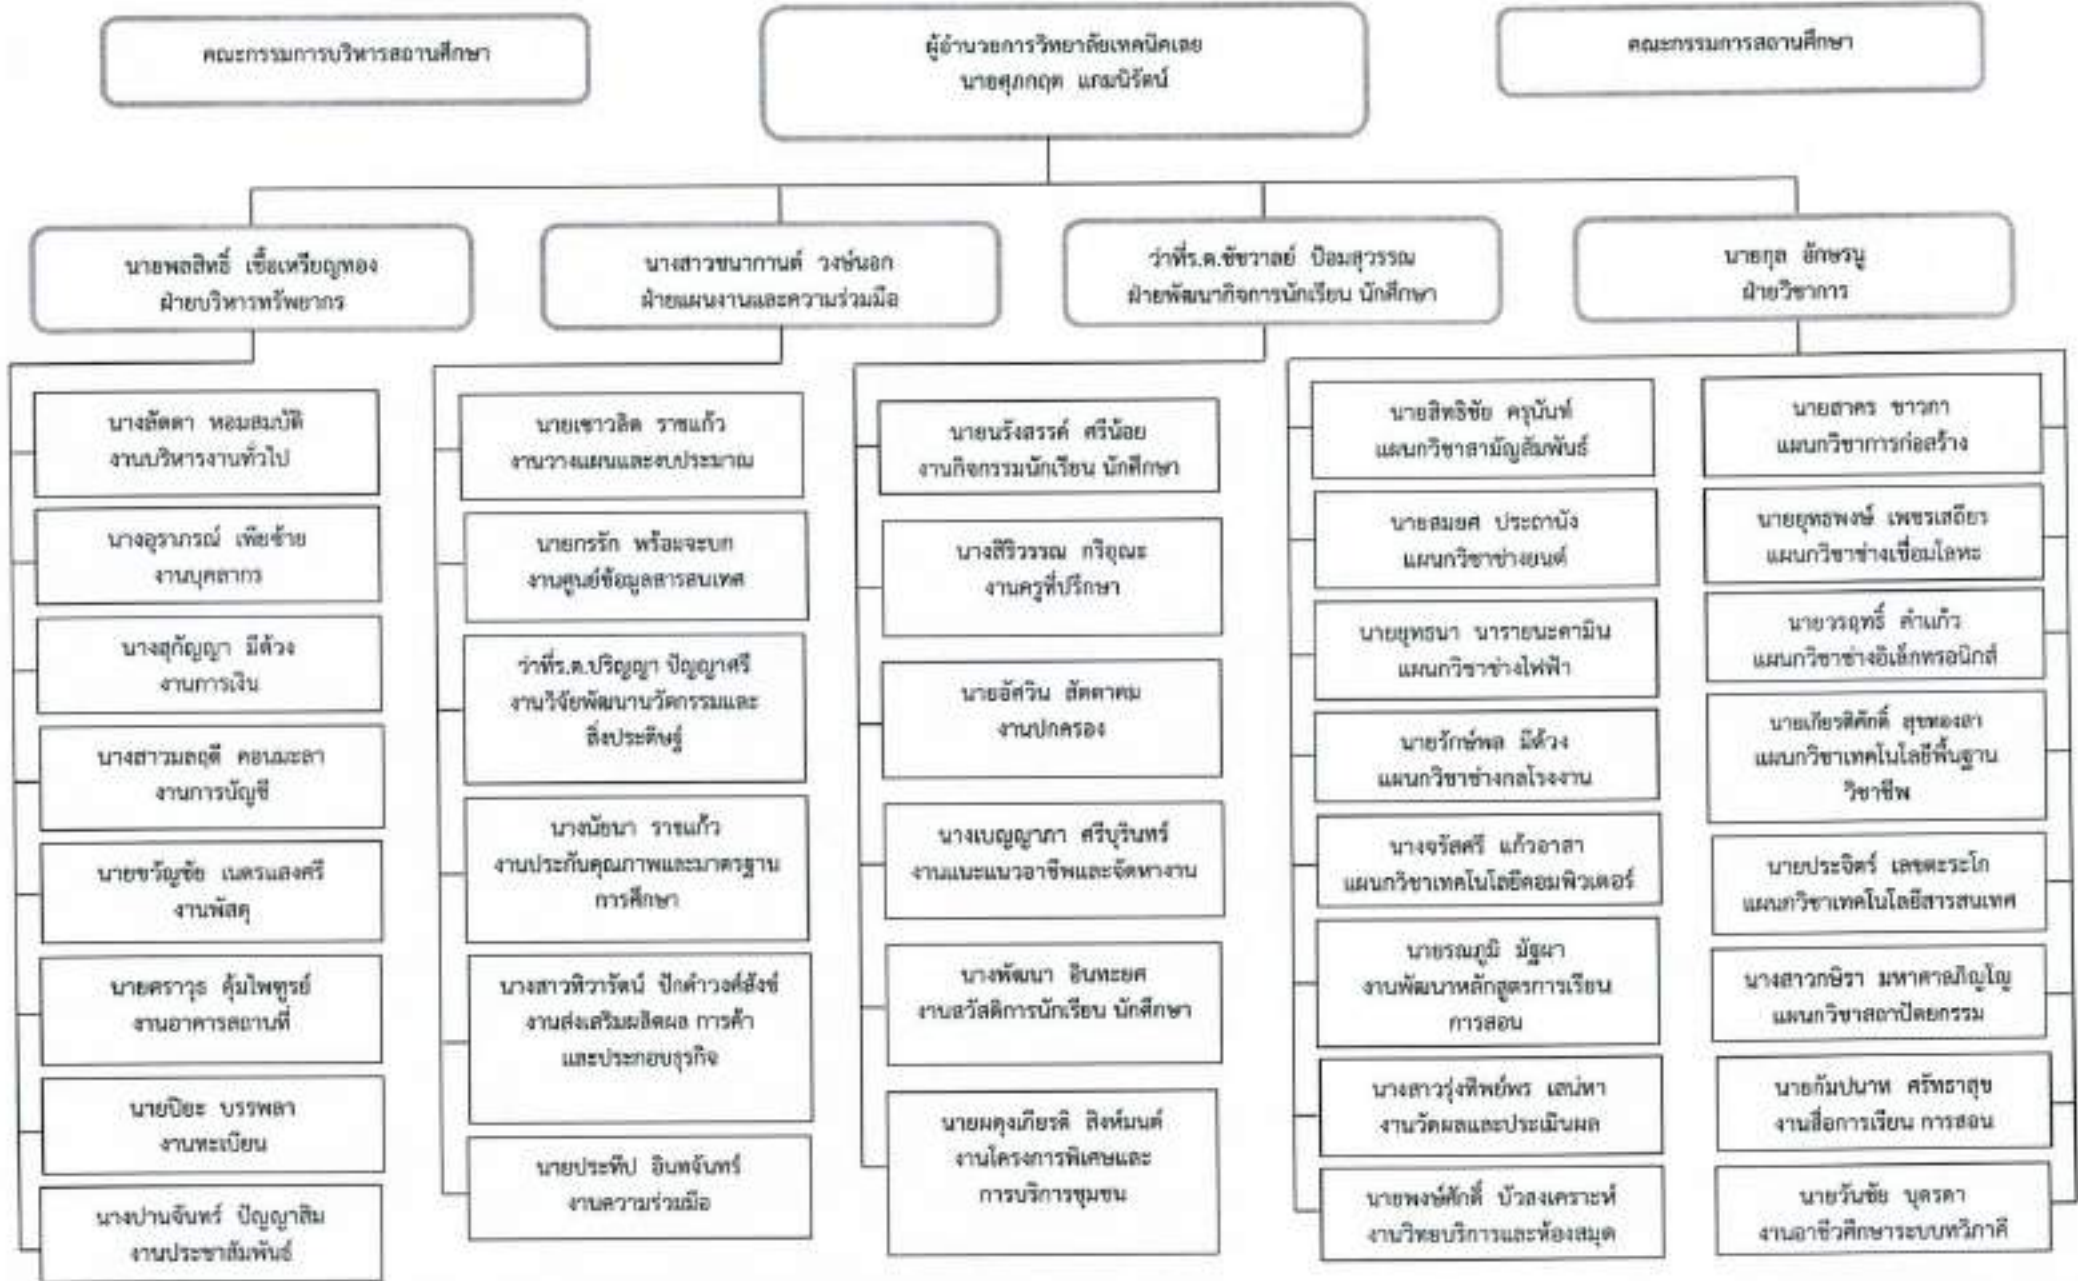 คณะกรรมการบริหารสถานศึกษา
ผู้อำนวยการวิทยาลัยเทคนิคเลย
นายศุภกฤต แกมนิรัตน์
คณะกรรมการสถานศึกษา
นายพลสิทธิ์ เชื้อเหรียญทอง
ฝ่ายบริหารทรัพยากร
นางสาวชนากานต์ วงษ์นอก
ฝ่ายแผนงานและความร่วมมือ
ว่าที่ร.ต.ชัชวาลย์ ป้อมสุวรรณ
ฝ่ายพัฒนากิจการนักเรียน นักศึกษา
นายกุล อักษรนู
ฝ่ายวิชาการ
นางลัดดา หอมสมบัติ
งานบริหารงานทั่วไป
นางอุราภรณ์ เพียซ้าย
งานบุคลากร
นางสุกัญญา มีด้วง
งานการเงิน
นางสาวมลฤดี คอนมะลา
งานการบัญชี
นายขวัญชัย เนตรแสงศรี
งานพัสดุ
นายศราวุธ คุ้มไพฑูรย์
งานอาคารสถานที่
นายปิยะ บรรพลา
งานทะเบียน
นางปานจันทร์ ปัญญาสิม
งานประชาสัมพันธ์
นายเชาวลิต ราชแก้ว
งานวางแผนและงบประมาณ
นายกรรัก พร้อมจะบก
งานศูนย์ข้อมูลสารสนเทศ
ว่าที่ร.ต.ปริญญา ปัญญาศรี
งานวิจัยพัฒนานวัตกรรมและ
สิ่งประดิษฐ์
นางนัยนา ราชแก้ว
งานประกันคุณภาพและมาตรฐาน
การศึกษา
นางสาวทิวารัตน์ ปักคำวงศ์สังข์
งานส่งเสริมผลิตผล การค้า
และประกอบธุรกิจ
นายประทีป อินทจันทร์
งานความร่วมมือ
นายนรังสรรค์ ศรีน้อย
งานกิจกรรมนักเรียน นักศึกษา
นางสิริวรรณ กริอุณะ
งานครูที่ปรึกษา
นายอัศวิน สัตตาคม
งานปกครอง
นางเบญญาภา ศรีบุรินทร์
งานแนะแนวอาชีพและจัดหางาน
นางพัฒนา อินทะยศ
งานสวัสดิการนักเรียน นักศึกษา
นายผดุงเกียรติ สิงห์มนต์
งานโครงการพิเศษและ
การบริการชุมชน
นายสิทธิชัย ครุนันท์
แผนกวิชาสามัญสัมพันธ์
นายสมยศ ประถานัง
แผนกวิชาช่างยนต์
นายยุทธนา นารายนะคามิน
แผนกวิชาช่างไฟฟ้า
นายรักษ์พล มีด้วง
แผนกวิชาช่างกลโรงงาน
นางจรัสศรี แก้วอาสา
แผนกวิชาเทคโนโลยีคอมพิวเตอร์
นายรณภูมิ มัฐผา
งานพัฒนาหลักสูตรการเรียน
การสอน
นางสาวรุ่งทิพย์พร เสน่หา
งานวัดผลและประเมินผล
นายพงษ์ศักดิ์ บัวสงเคราะห์
งานวิทยบริการและห้องสมุด
นายสาคร ชาวกา
แผนกวิชาการก่อสร้าง
นายยุทธพงษ์ เพชรเสถียร
แผนกวิชาช่างเชื่อมโลหะ
นายวรฤทธิ์ คำแก้ว
แผนกวิชาช่างอิเล็กทรอนิกส์
นายเกียรติศักดิ์ สุขทองสา
แผนกวิชาเทคโนโลยีพื้นฐาน
วิชาชีพ
นายประจิตร์ เลขตะระโก
แผนกวิชาเทคโนโลยีสารสนเทศ
นางสาวกษิรา มหาศาลภิญโญ
แผนกวิชาสถาปัตยกรรม
นายกัมปนาท ศรัทธาสุข
งานสื่อการเรียน การสอน
นายวันชัย บุตรดา
งานอาชีวศึกษาระบบทวิภาคี